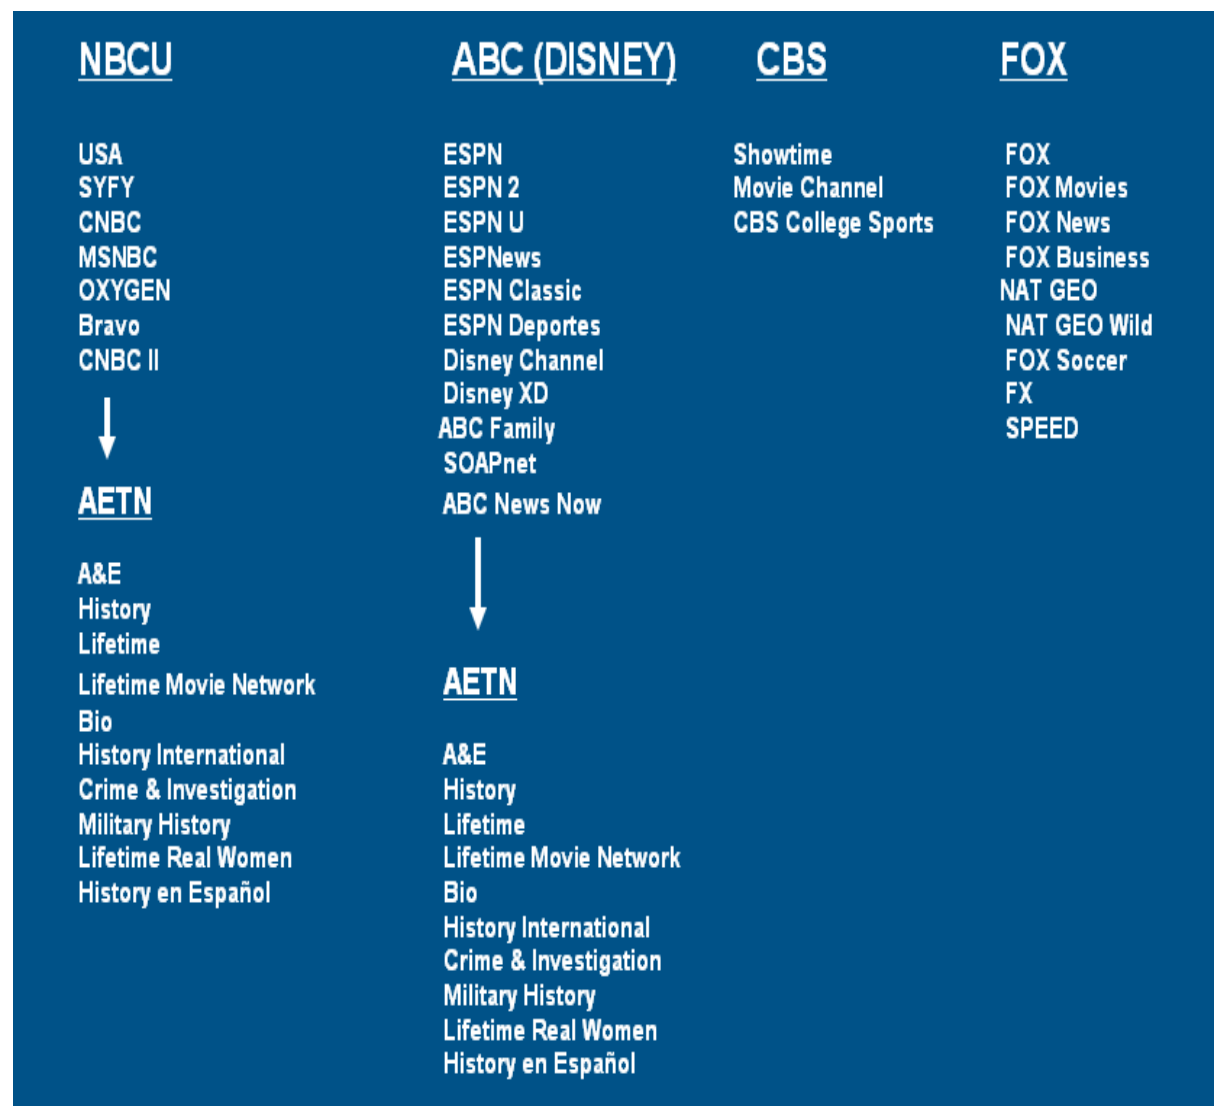 NBCU
USA
SYFY
CNBC
MSNBC
OXYGEN
Bravo
CNBC II
AETN
A&E
History
Lifetime
Lifetime Movie Network
Bio
History International
Crime & Investigation
Military History
Lifetime Real Women
History en Español
ABC (DISNEY)
ESPN
ESPN 2
ESPN U
ESPNews
ESPN Classic
ESPN Deportes
Disney Channel
Disney XD
ABC Family
SOAPnet
ABC News Now
AETN
A&E
History
Lifetime
Lifetime Movie Network
Bio
History International
Crime & Investigation
Military History
Lifetime Real Women
History en Español
CBS
Showtime
Movie Channel
CBS College Sports
FOX
FOX
FOX Movies
FOX News
FOX Business
NAT GEO
NAT GEO Wild
FOX Soccer
FX
SPEED